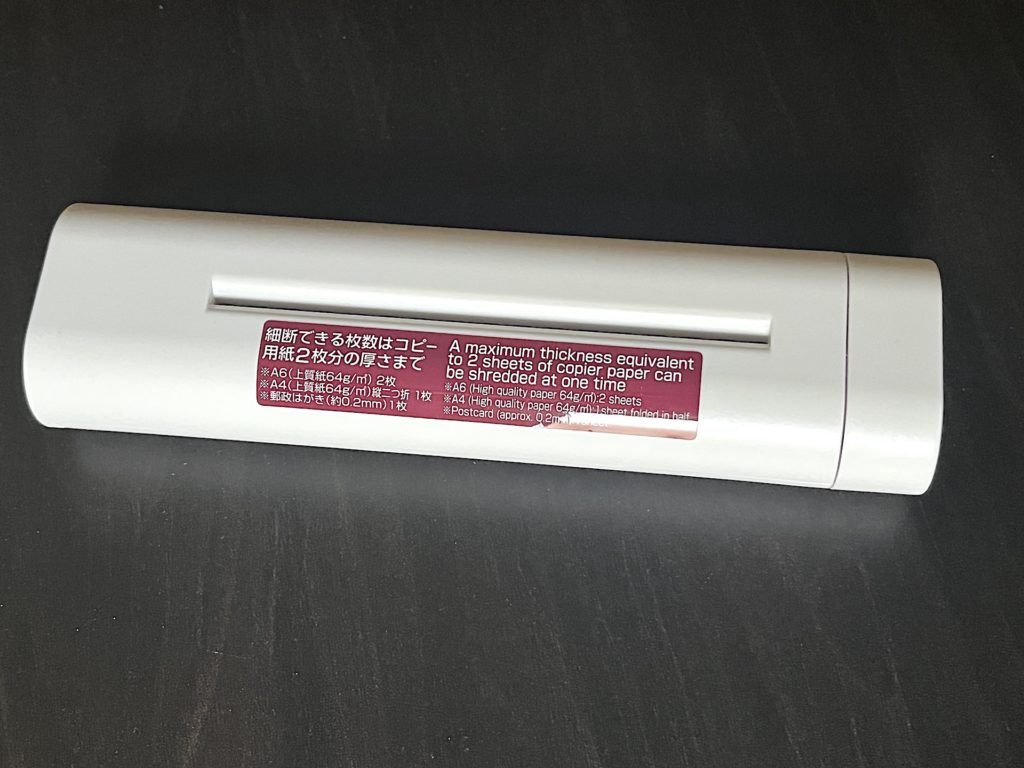 細断できる枚数はコピー
用紙2枚分の厚さまで
※A6(上質紙64g/㎡) 2枚
※A4(上質紙64g/㎡)縦二つ折 1枚
※郵政はがき(約0.2mm)1枚
A maximum thickness equivalent
to 2 sheets of copier paper can
be shredded at one time
※A6 (High quality paper 64g/㎡):2 sheets
※A4 (High quality paper 64g/㎡):1 sheet folded in half
※Postcard (approx. 0.2mm)